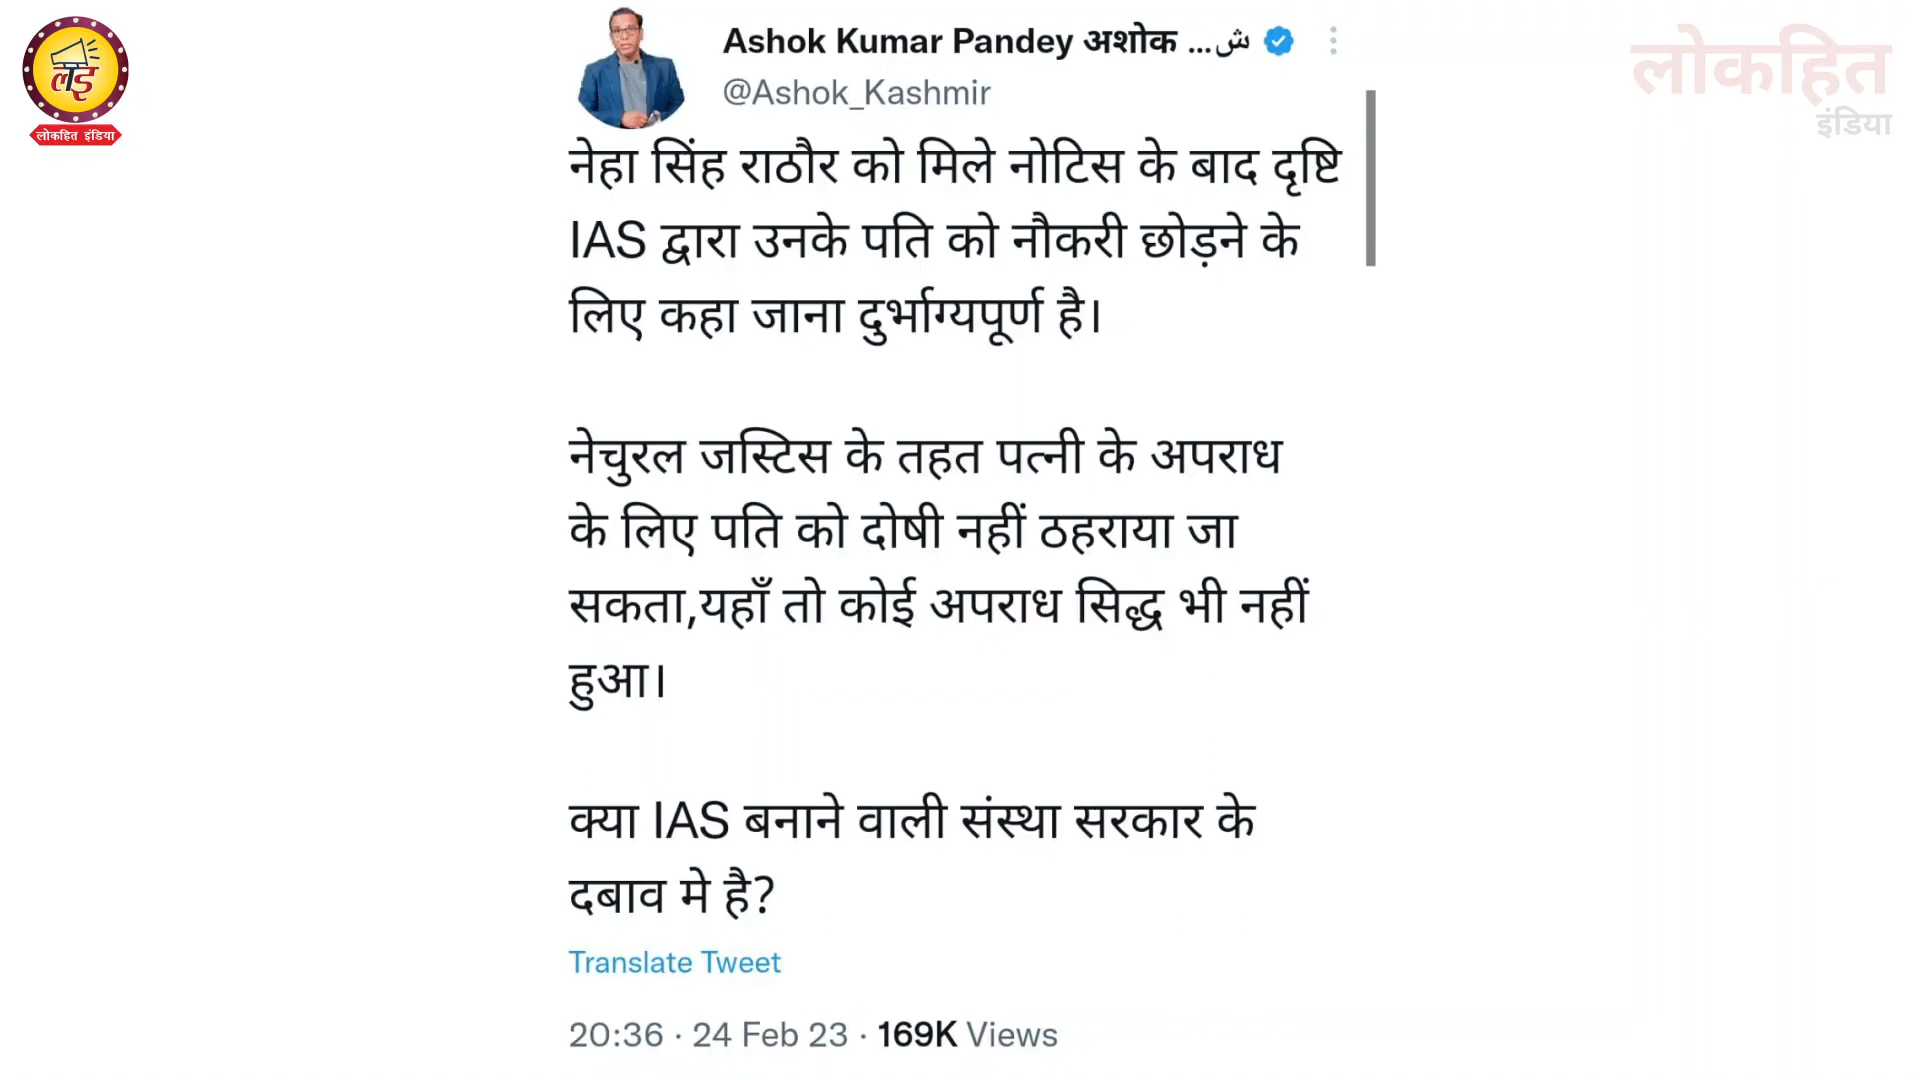 लइ
लोकहित इंडिया
लोकहित
इंडिया
Ashok Kumar Pandey अशोक ...ش
@Ashok_Kashmir
नेहा सिंह राठौर को मिले नोटिस के बाद दृष्टि
IAS द्वारा उनके पति को नौकरी छोड़ने के
लिए कहा जाना दुर्भाग्यपूर्ण है।
नेचुरल जस्टिस के तहत पत्नी के अपराध
के लिए पति को दोषी नहीं ठहराया जा
सकता,यहाँ तो कोई अपराध सिद्ध भी नहीं
हुआ।
क्या IAS बनाने वाली संस्था सरकार के
दबाव मे है?
Translate Tweet
20:36 · 24 Feb 23 · 169K Views